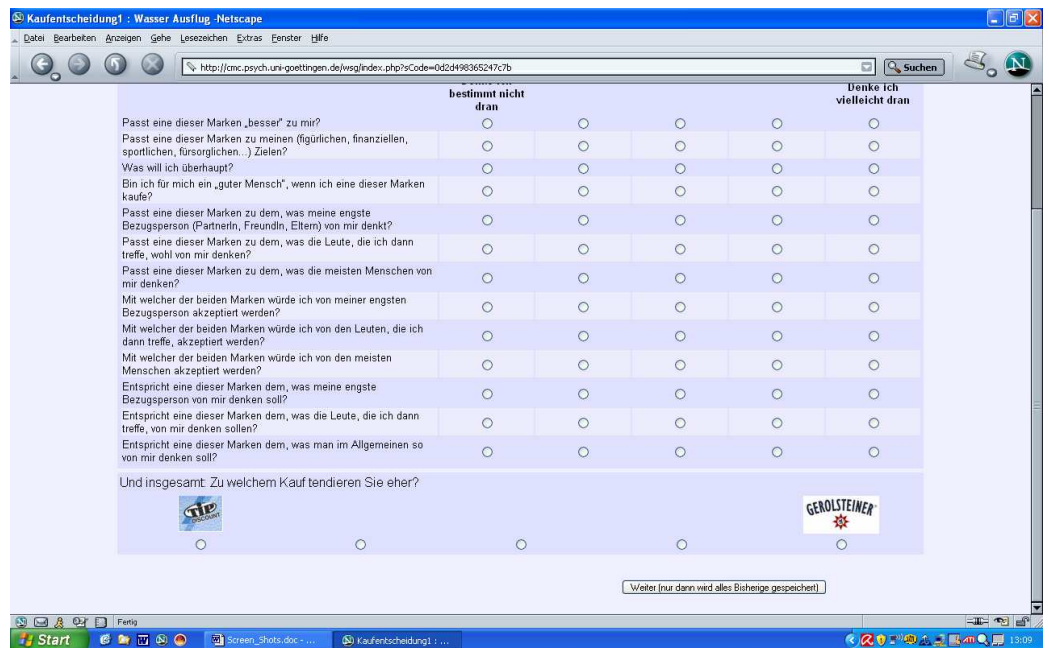 Kaufentscheidung1 : Wasser Ausflug -Netscape
Datei Bearbeiten Anzeigen Gehe Lesezeichen Extras Fenster Hilfe
http://cmc.psych.uni-goettingen.de/wsg/index.php?sCode=0d2d498365247c7b
Suchen
N
Denke ich
bestimmt nicht
dran
Denke ich
vielleicht dran
Passt eine dieser Marken „besser" zu mir?
Passt eine dieser Marken zu meinen (figürlichen, finanziellen,
sportlichen, fürsorglichen...) Zielen?
Was will ich überhaupt?
Bin ich für mich ein „guter Mensch", wenn ich eine dieser Marken
kaufe?
Passt eine dieser Marken zu dem, was meine engste
Bezugsperson (PartnerIn, FreundIn, Eltern) von mir denkt?
Passt eine dieser Marken zu dem, was die Leute, die ich dann
treffe, wohl von mir denken?
Passt eine dieser Marken zu dem, was die meisten Menschen von
mir denken?
Mit welcher der beiden Marken würde ich von meiner engsten
Bezugsperson akzeptiert werden?
Mit welcher der beiden Marken würde ich von den Leuten, die ich
dann treffe, akzeptiert werden?
Mit welcher der beiden Marken würde ich von den meisten
Menschen akzeptiert werden?
Entspricht eine dieser Marken dem, was meine engste
Bezugsperson von mir denken soll?
Entspricht eine dieser Marken dem, was die Leute, die ich dann
treffe, von mir denken sollen?
Entspricht eine dieser Marken dem, was man im Allgemeinen so
von mir denken soll?
Und insgesamt: Zu welchem Kauf tendieren Sie eher?
TIP
DISCOUNT
GEROLSTEINER
Weiter (nur dann wird alles Bisherige gespeichert)
Fertig
Start
Screen_Shots.doc - ...
Kaufentscheidung1 : ...
13:09